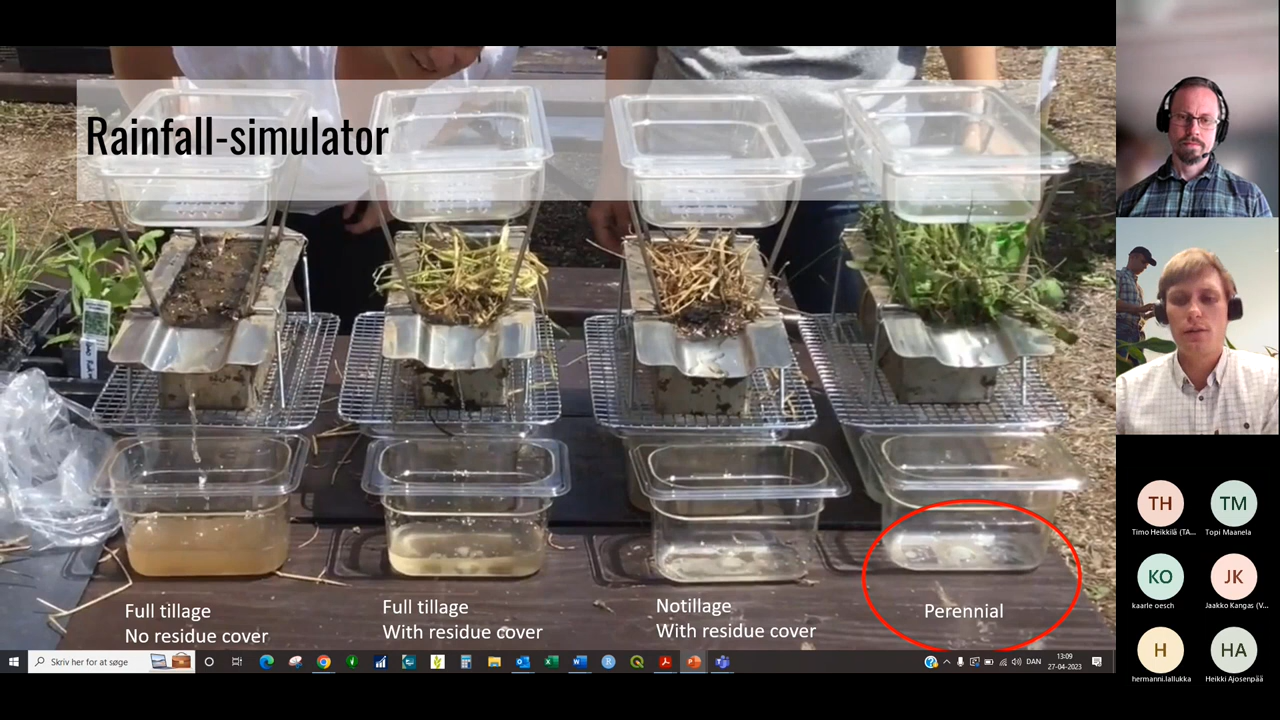 Rainfall-simulator
Full tillage
No residue cover
Full tillage
With residue cover
Notillage
With residue cover
Perennial
Skriv her for at søge
DAN
13:09
27-04-2023
TH
Timo Heikkilä (TA...
TM
Topi Maanela
KO
kaarle oesch
JK
Jaakko Kangas (V...
H
hermanni.lallukka
HA
Heikki Ajosenpää